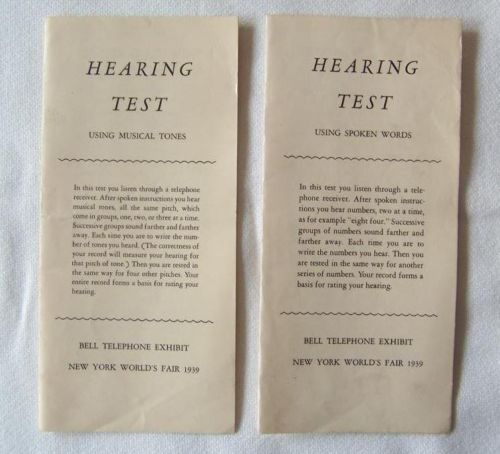 HEARING
TEST
USING MUSICAL TONES
In this test you listen through a telephone
receiver. After spoken instructions you hear
musical tones, all the same pitch, which
come in groups, one, two, or three at a time.
Successive groups sound farther and farther
away. Each time you are to write the num-
ber of tones you heard. (The correctness of
your record will measure your hearing for
that pitch of tone.) Then you are tested in
the same way for four other pitches. Your
entire record forms a basis for rating your
hearing.
BELL TELEPHONE EXHIBIT
NEW YORK WORLD'S FAIR 1939
HEARING
TEST
USING SPOKEN WORDS
In this test you listen through a tele-
phone receiver. After spoken instruc-
tions you hear numbers, two at a time,
as for example "eight four." Successive
groups of numbers sound farther and
farther away. Each time you are to
write the numbers you hear. Then you
are tested in the same way for another
series of numbers. Your record forms a
basis for rating your hearing.
BELL TELEPHONE EXHIBIT
NEW YORK WORLD'S FAIR 1939